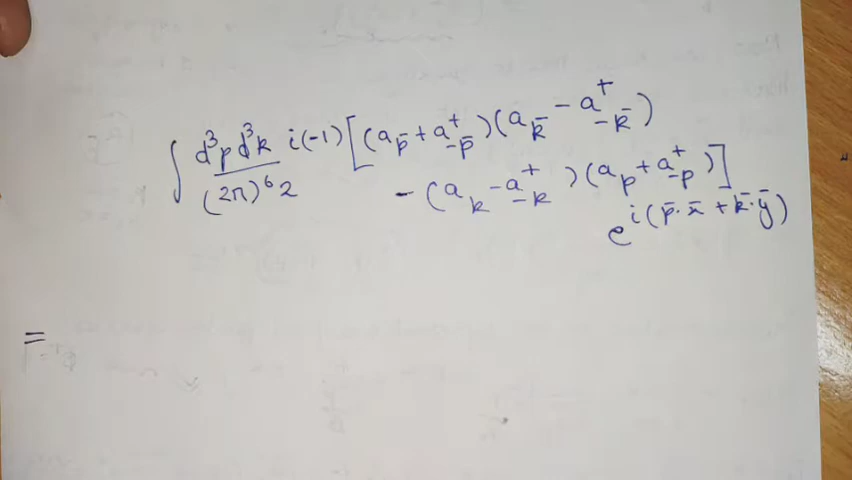 ∫ d³p d³k / (2π)⁶ 2 i(-1) [(a_p̄ + a†_-p̄)(a_k̄ - a†_-k̄)
- (a_k - a†_-k)(a_p + a†_-p)]
e^{i(p̄·x̄ + k̄·ȳ)}
=